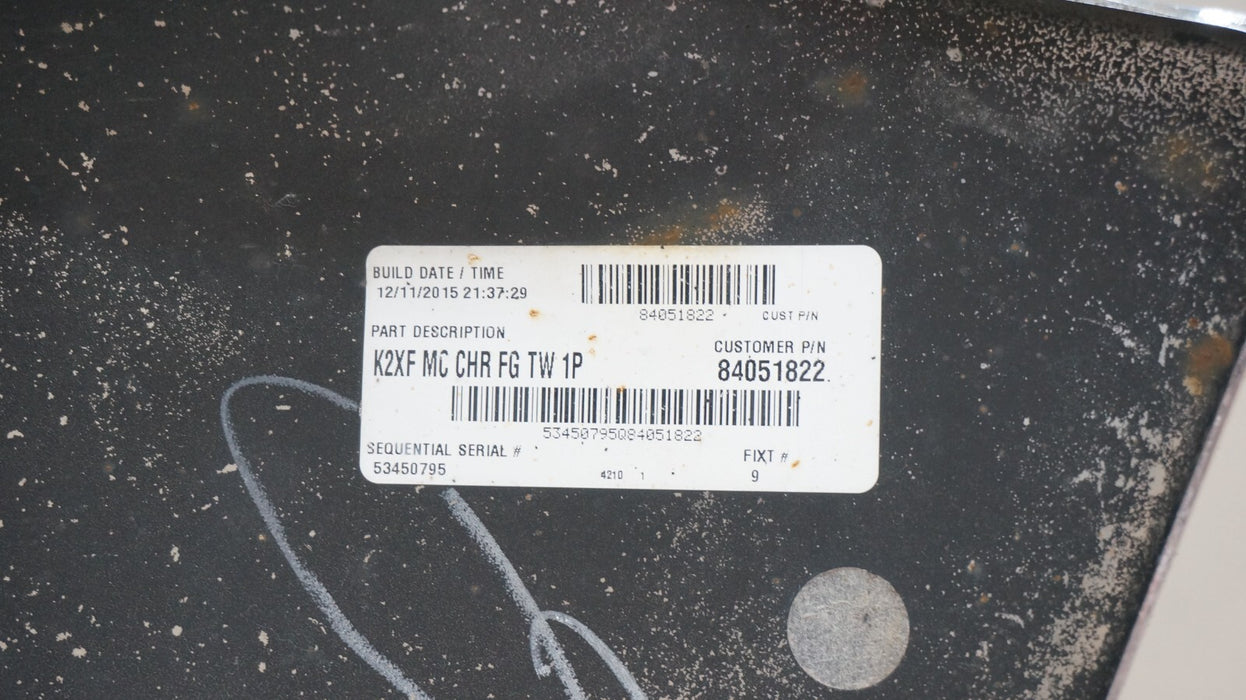 BUILD DATE / TIME
12/11/2015 21:37:29
84051822
CUST P/N
PART DESCRIPTION
CUSTOMER P/N
K2XF MC CHR FG TW 1P
84051822
53450795Q84051822
SEQUENTIAL SERIAL #
53450795
4210 1
FIXT #
9